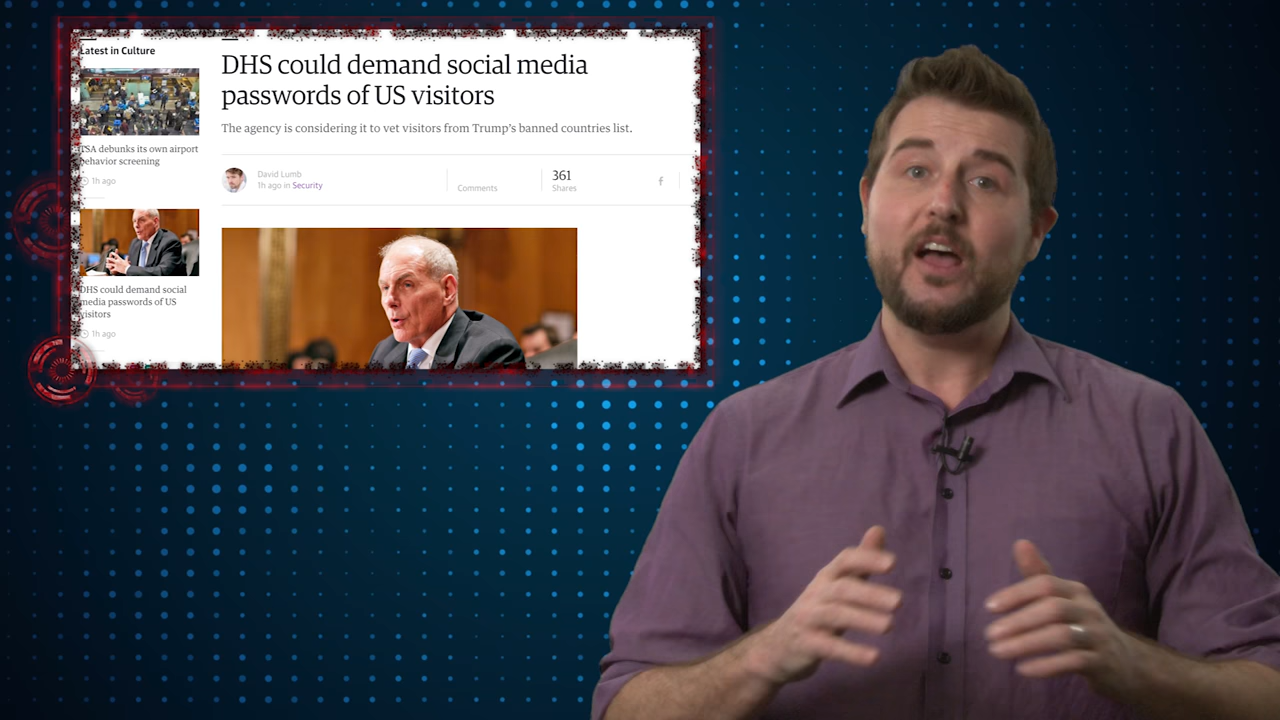 Latest in Culture
TSA debunks its own airport
behavior screening
1h ago
DHS could demand social
media passwords of US
visitors
1h ago
DHS could demand social media
passwords of US visitors
The agency is considering it to vet visitors from Trump's banned countries list.
David Lumb
1h ago in Security
Comments
361
Shares
f